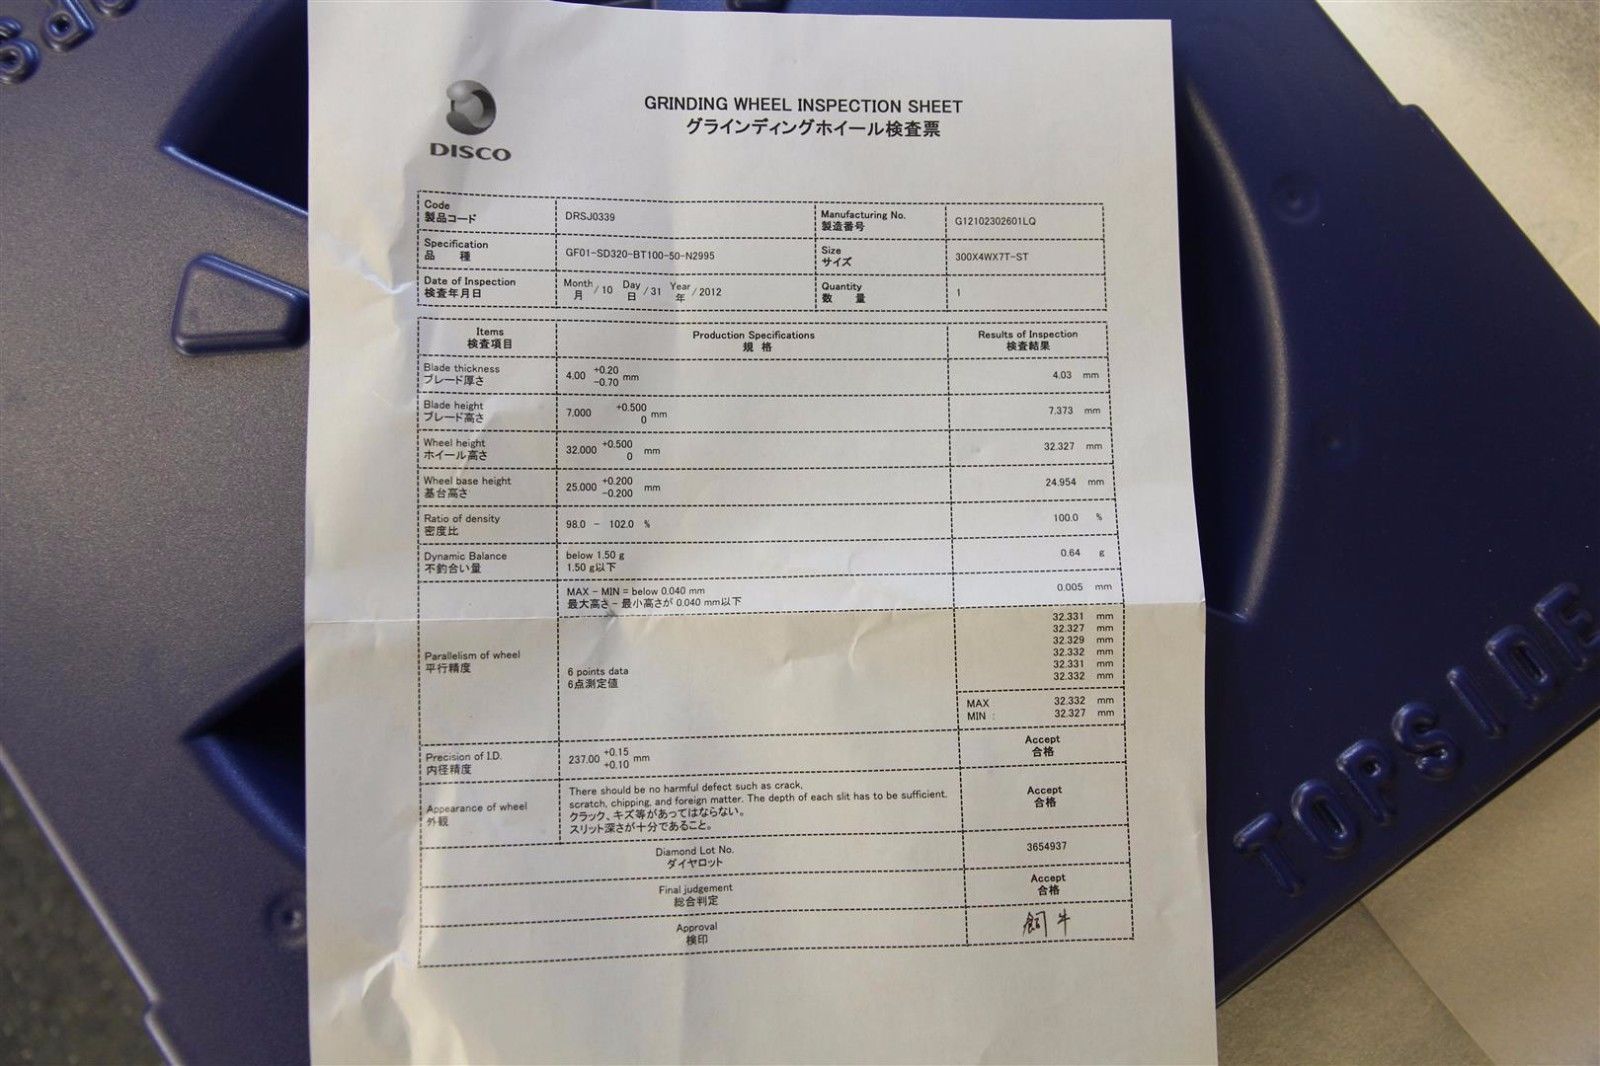 DISCO
GRINDING WHEEL INSPECTION SHEET
グラインディングホイール検査票
Code
製品コード
DRSJ0339
Manufacturing No.
製造番号
G12102302601LQ
Specification
品 種
GF01-SD320-BT100-50-N2995
Size
サイズ
300X4WX7T-ST
Date of Inspection
検査年月日
Month / 10 Day / 31 Year / 2012
月 日 年
Quantity
数 量
1
Items
検査項目
Production Specifications
規 格
Results of Inspection
検査結果
Blade thickness
ブレード厚さ
4.00 +0.20 -0.70 mm
4.03 mm
Blade height
ブレード高さ
7.000 +0.500 0 mm
7.373 mm
Wheel height
ホイール高さ
32.000 +0.500 0 mm
32.327 mm
Wheel base height
基台高さ
25.000 +0.200 -0.200 mm
24.954 mm
Ratio of density
密度比
98.0 - 102.0 %
100.0 %
Dynamic Balance
不釣合い量
below 1.50 g
1.50 g以下
0.64 g
Parallelism of wheel
平行精度
MAX - MIN = below 0.040 mm
最大高さ - 最小高さが 0.040 mm以下
0.005 mm
6 points data
6点測定値
32.331 mm
32.327 mm
32.329 mm
32.332 mm
32.331 mm
32.332 mm
MAX 32.332 mm
MIN : 32.327 mm
Precision of I.D.
内径精度
237.00 +0.15 +0.10 mm
Accept
合格
Appearance of wheel
外観
There should be no harmful defect such as crack,
scratch, chipping, and foreign matter. The depth of each slit has to be sufficient.
クラック、キズ等があってはならない。
スリット深さが十分であること。
Accept
合格
Diamond Lot No.
ダイヤロット
3654937
Final judgement
総合判定
Accept
合格
Approval
検印
飼牛
TOPSIDE